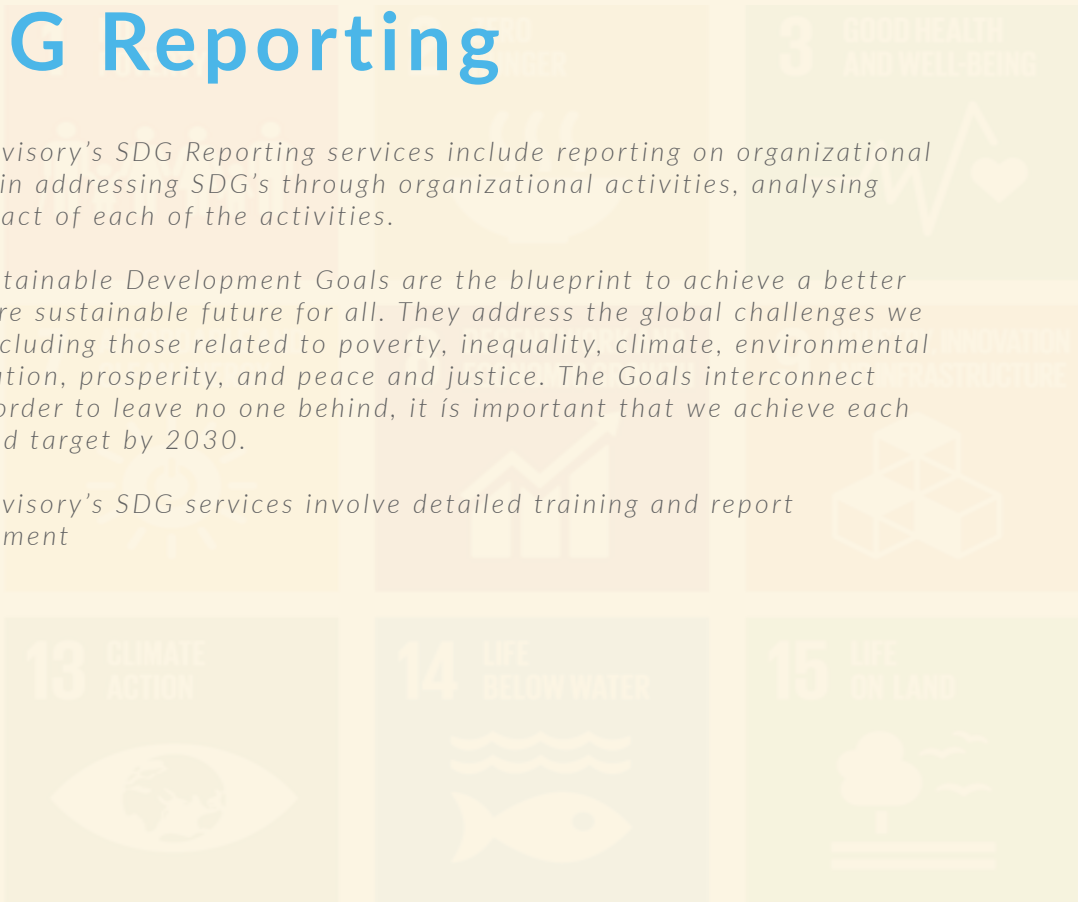 G Reporting
visory’s SDG Reporting services include reporting on organizational
in addressing SDG’s through organizational activities, analysing
act of each of the activities.
tainable Development Goals are the blueprint to achieve a better
re sustainable future for all. They address the global challenges we
cluding those related to poverty, inequality, climate, environmental
tion, prosperity, and peace and justice. The Goals interconnect
order to leave no one behind, it ís important that we achieve each
d target by 2030.
visory’s SDG services involve detailed training and report
ment
3 GOOD HEALTH
AND WELL-BEING
13 CLIMATE
ACTION
14 LIFE
BELOW WATER
15 LIFE
ON LAND